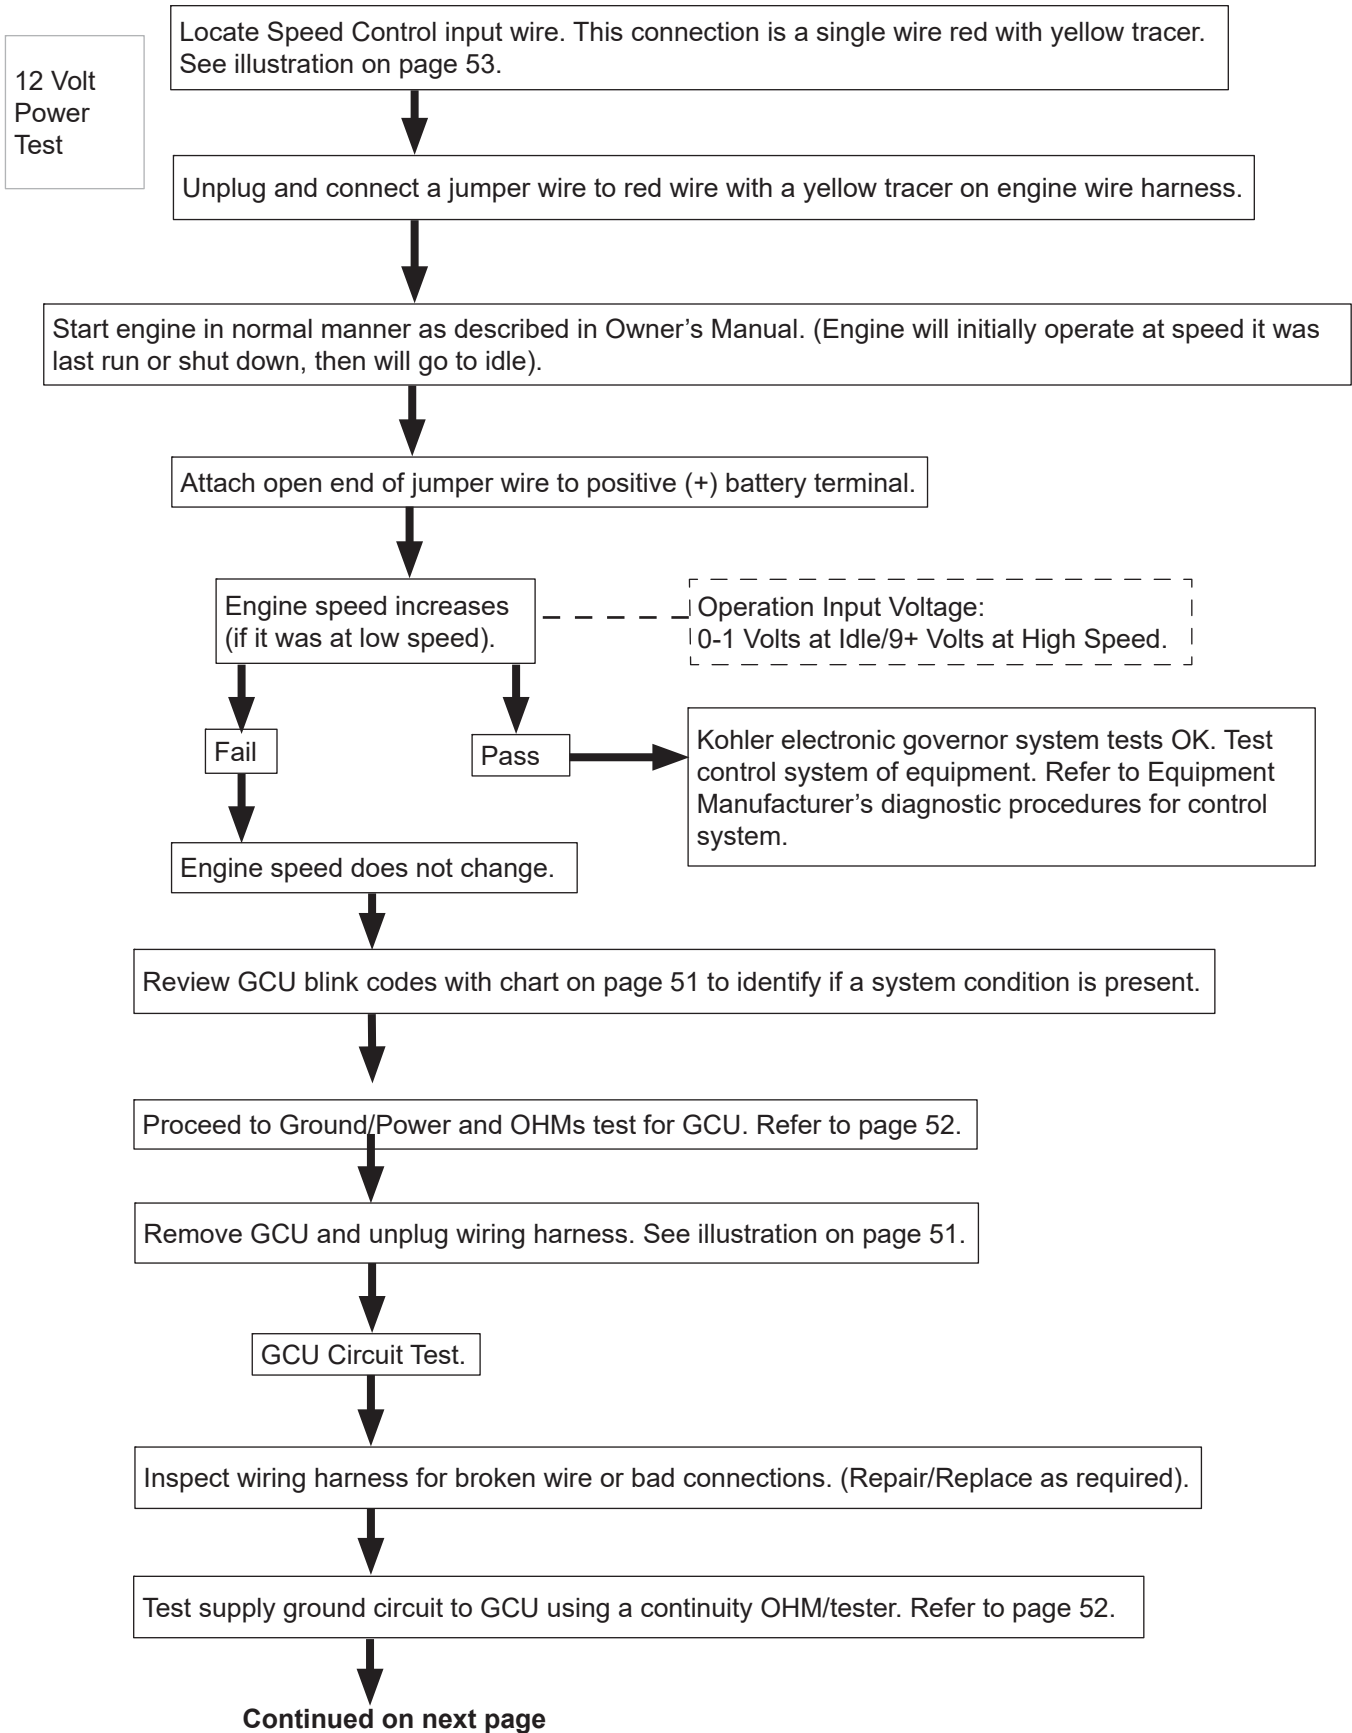 12 Volt
Power
Test
Locate Speed Control input wire. This connection is a single wire red with yellow tracer.
See illustration on page 53.
Unplug and connect a jumper wire to red wire with a yellow tracer on engine wire harness.
Start engine in normal manner as described in Owner’s Manual. (Engine will initially operate at speed it was
last run or shut down, then will go to idle).
Attach open end of jumper wire to positive (+) battery terminal.
Engine speed increases
(if it was at low speed).
Operation Input Voltage:
0-1 Volts at Idle/9+ Volts at High Speed.
Fail
Pass
Kohler electronic governor system tests OK. Test
control system of equipment. Refer to Equipment
Manufacturer’s diagnostic procedures for control
system.
Engine speed does not change.
Review GCU blink codes with chart on page 51 to identify if a system condition is present.
Proceed to Ground/Power and OHMs test for GCU. Refer to page 52.
Remove GCU and unplug wiring harness. See illustration on page 51.
GCU Circuit Test.
Inspect wiring harness for broken wire or bad connections. (Repair/Replace as required).
Test supply ground circuit to GCU using a continuity OHM/tester. Refer to page 52.
Continued on next page